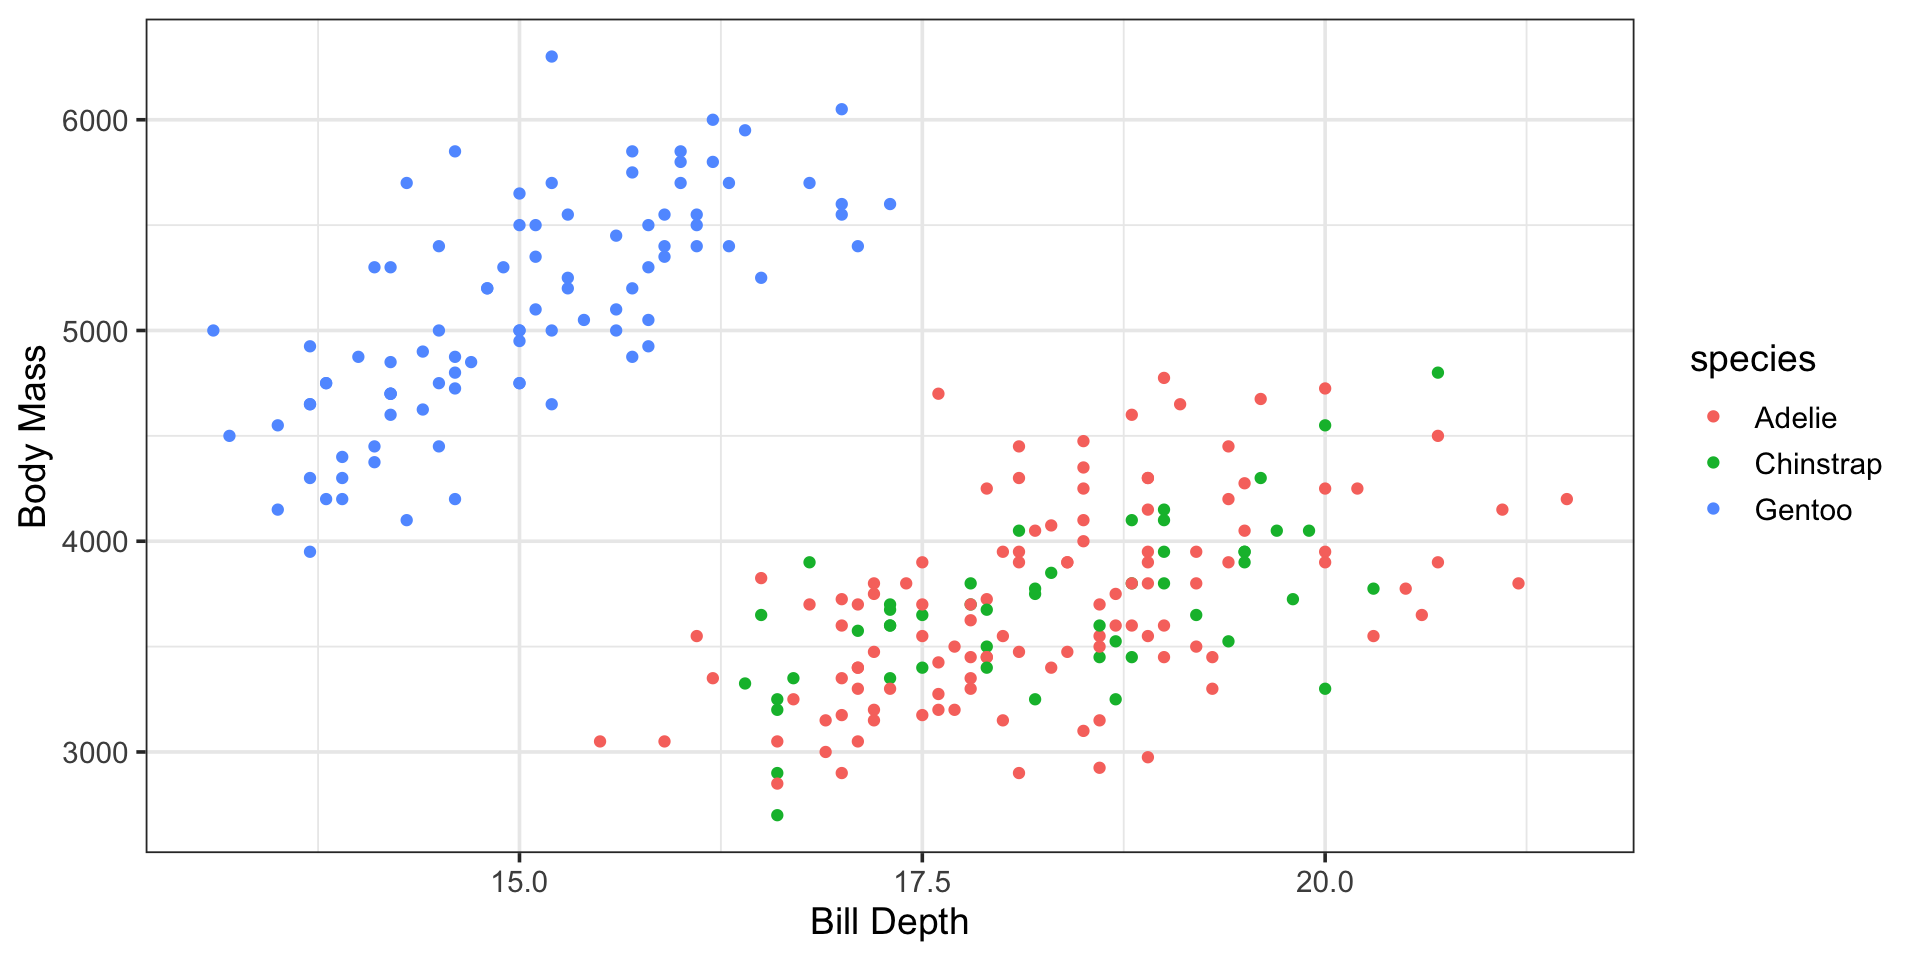 6000
5000
4000
3000
Body Mass
15.0 17.5 20.0
Bill Depth
species
Adelie
Chinstrap
Gentoo